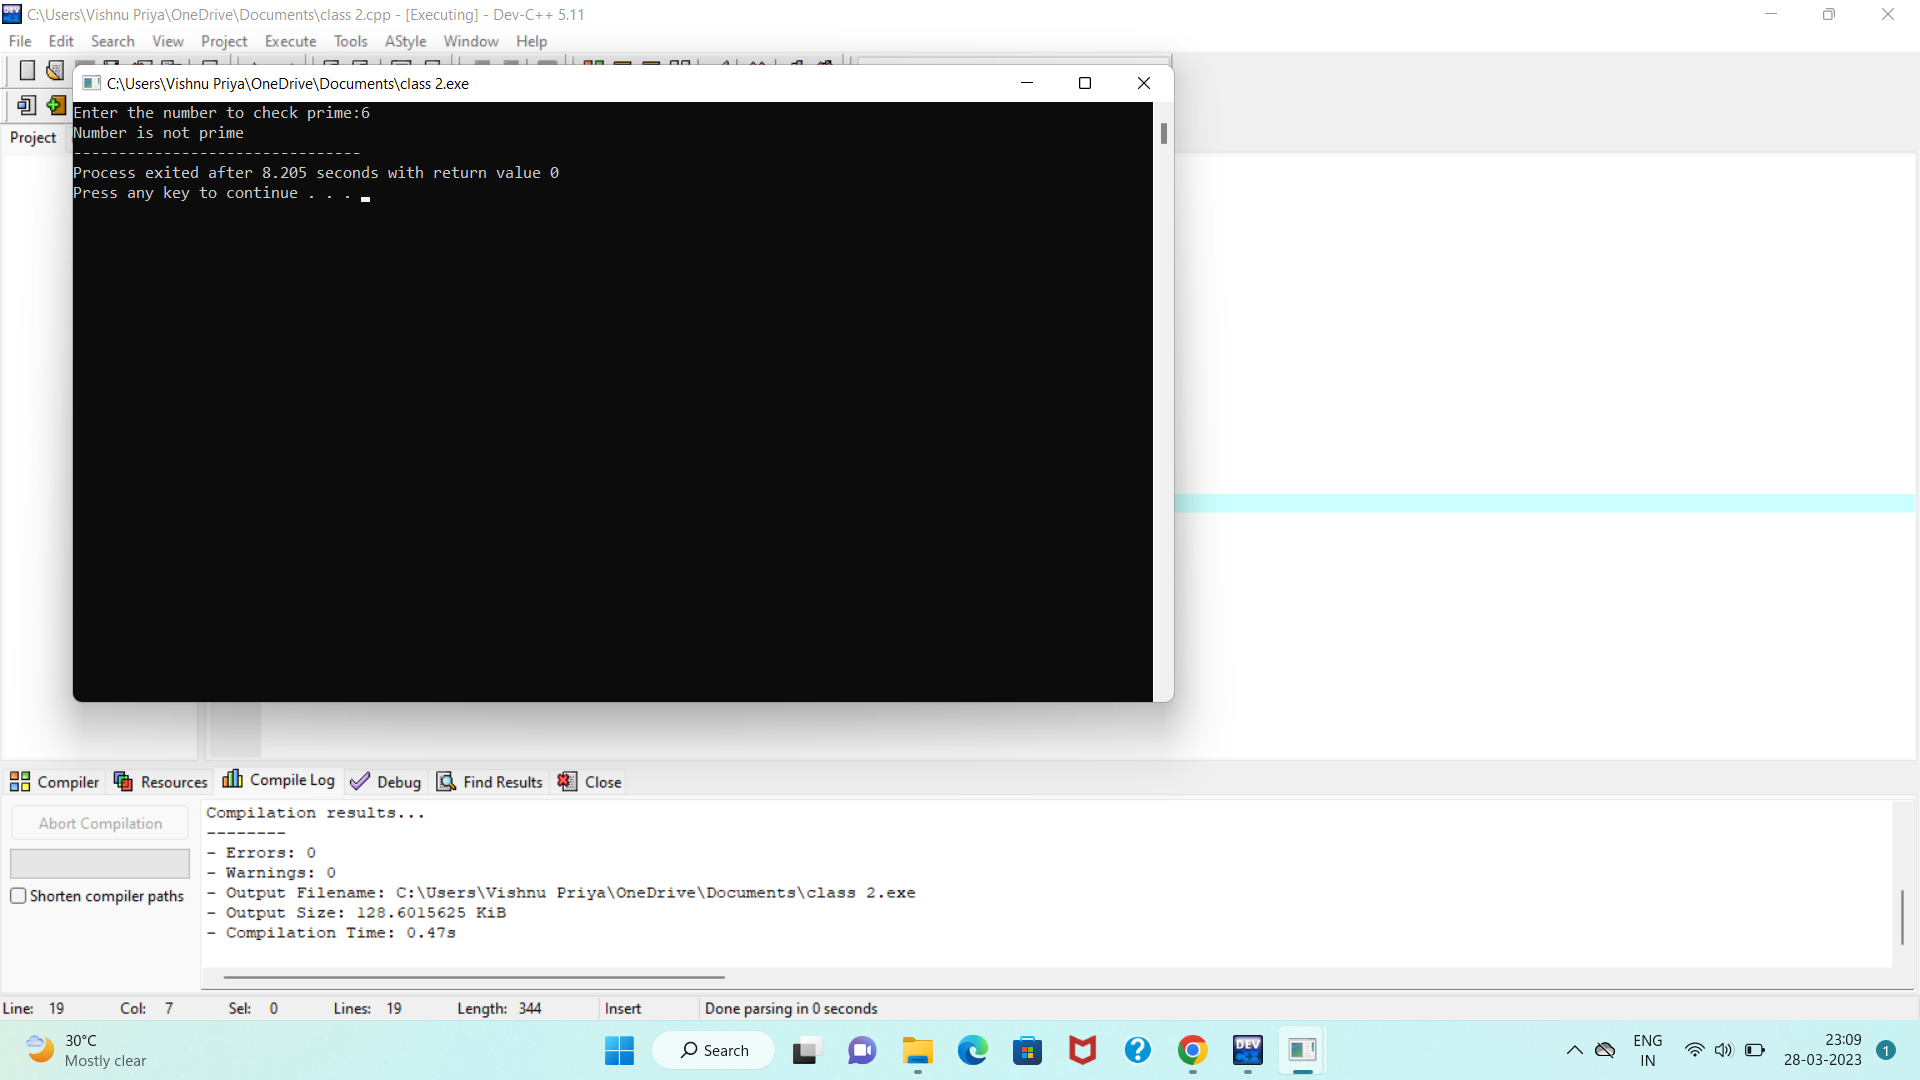 C:\Users\Vishnu Priya\OneDrive\Documents\class 2.cpp - [Executing] - Dev-C++ 5.11
File Edit Search View Project Execute Tools AStyle Window Help
C:\Users\Vishnu Priya\OneDrive\Documents\class 2.exe
Project
Enter the number to check prime:6
Number is not prime
--------------------------------
Process exited after 8.205 seconds with return value 0
Press any key to continue . . .
Compiler Resources Compile Log Debug Find Results Close
Abort Compilation
Shorten compiler paths
Compilation results...
--------
- Errors: 0
- Warnings: 0
- Output Filename: C:\Users\Vishnu Priya\OneDrive\Documents\class 2.exe
- Output Size: 128.6015625 KiB
- Compilation Time: 0.47s
Line: 19 Col: 7 Sel: 0 Lines: 19 Length: 344 Insert Done parsing in 0 seconds
30°C
Mostly clear
Search
DEV
C++
ENG
IN
23:09
28-03-2023
1